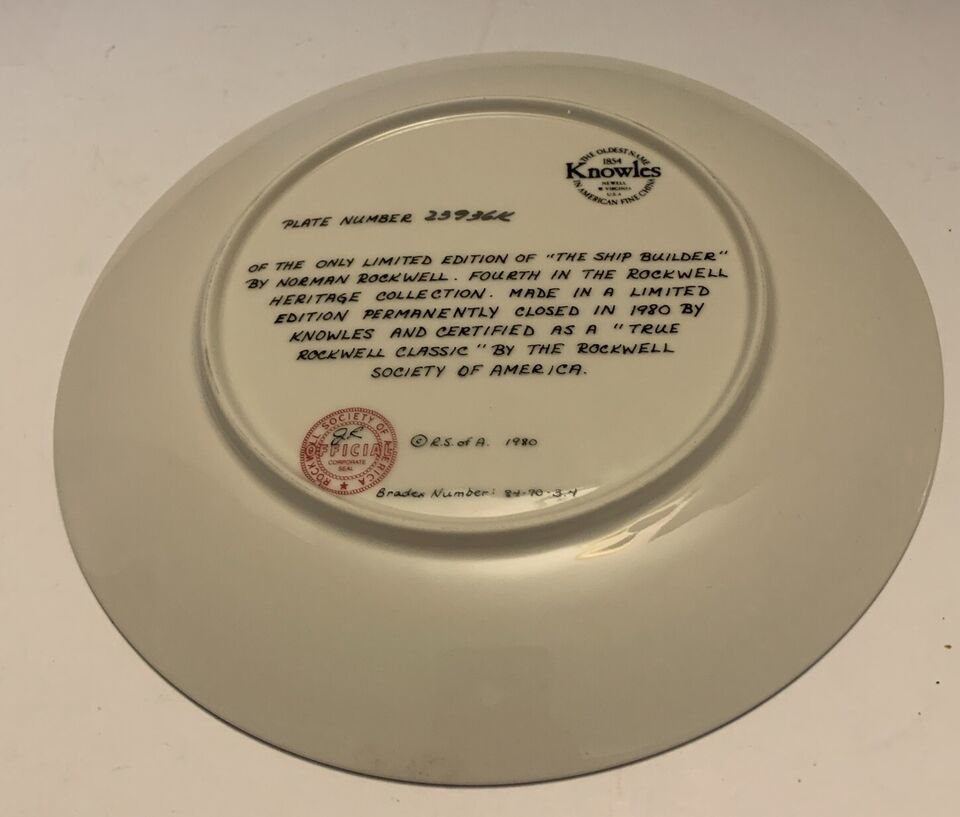 THE OLDEST NAME
1854
Knowles
NEWELL
W. VIRGINIA
U.S.A.
IN AMERICAN FINE CHINA
PLATE NUMBER 23936K
OF THE ONLY LIMITED EDITION OF "THE SHIP BUILDER"
BY NORMAN ROCKWELL. FOURTH IN THE ROCKWELL
HERITAGE COLLECTION. MADE IN A LIMITED
EDITION PERMANENTLY CLOSED IN 1980 BY
KNOWLES AND CERTIFIED AS A "TRUE
ROCKWELL CLASSIC" BY THE ROCKWELL
SOCIETY OF AMERICA.
ROCKWELL SOCIETY OF AMERICA
OFFICIAL
CORPORATE
SEAL
© R.S. of A. 1980
Bradex Number: 84-70-3.4